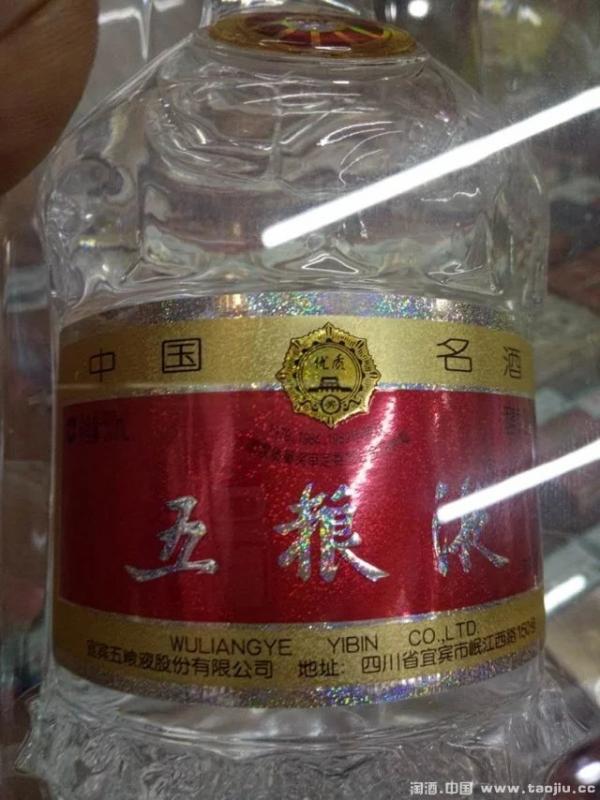 中国 优质 名酒
五粮液
WULIANGYE YIBIN CO.,LTD.
宜宾五粮液股份有限公司 地址: 四川省宜宾市岷江西路150号
淘酒.中国 www.taojiu.cc